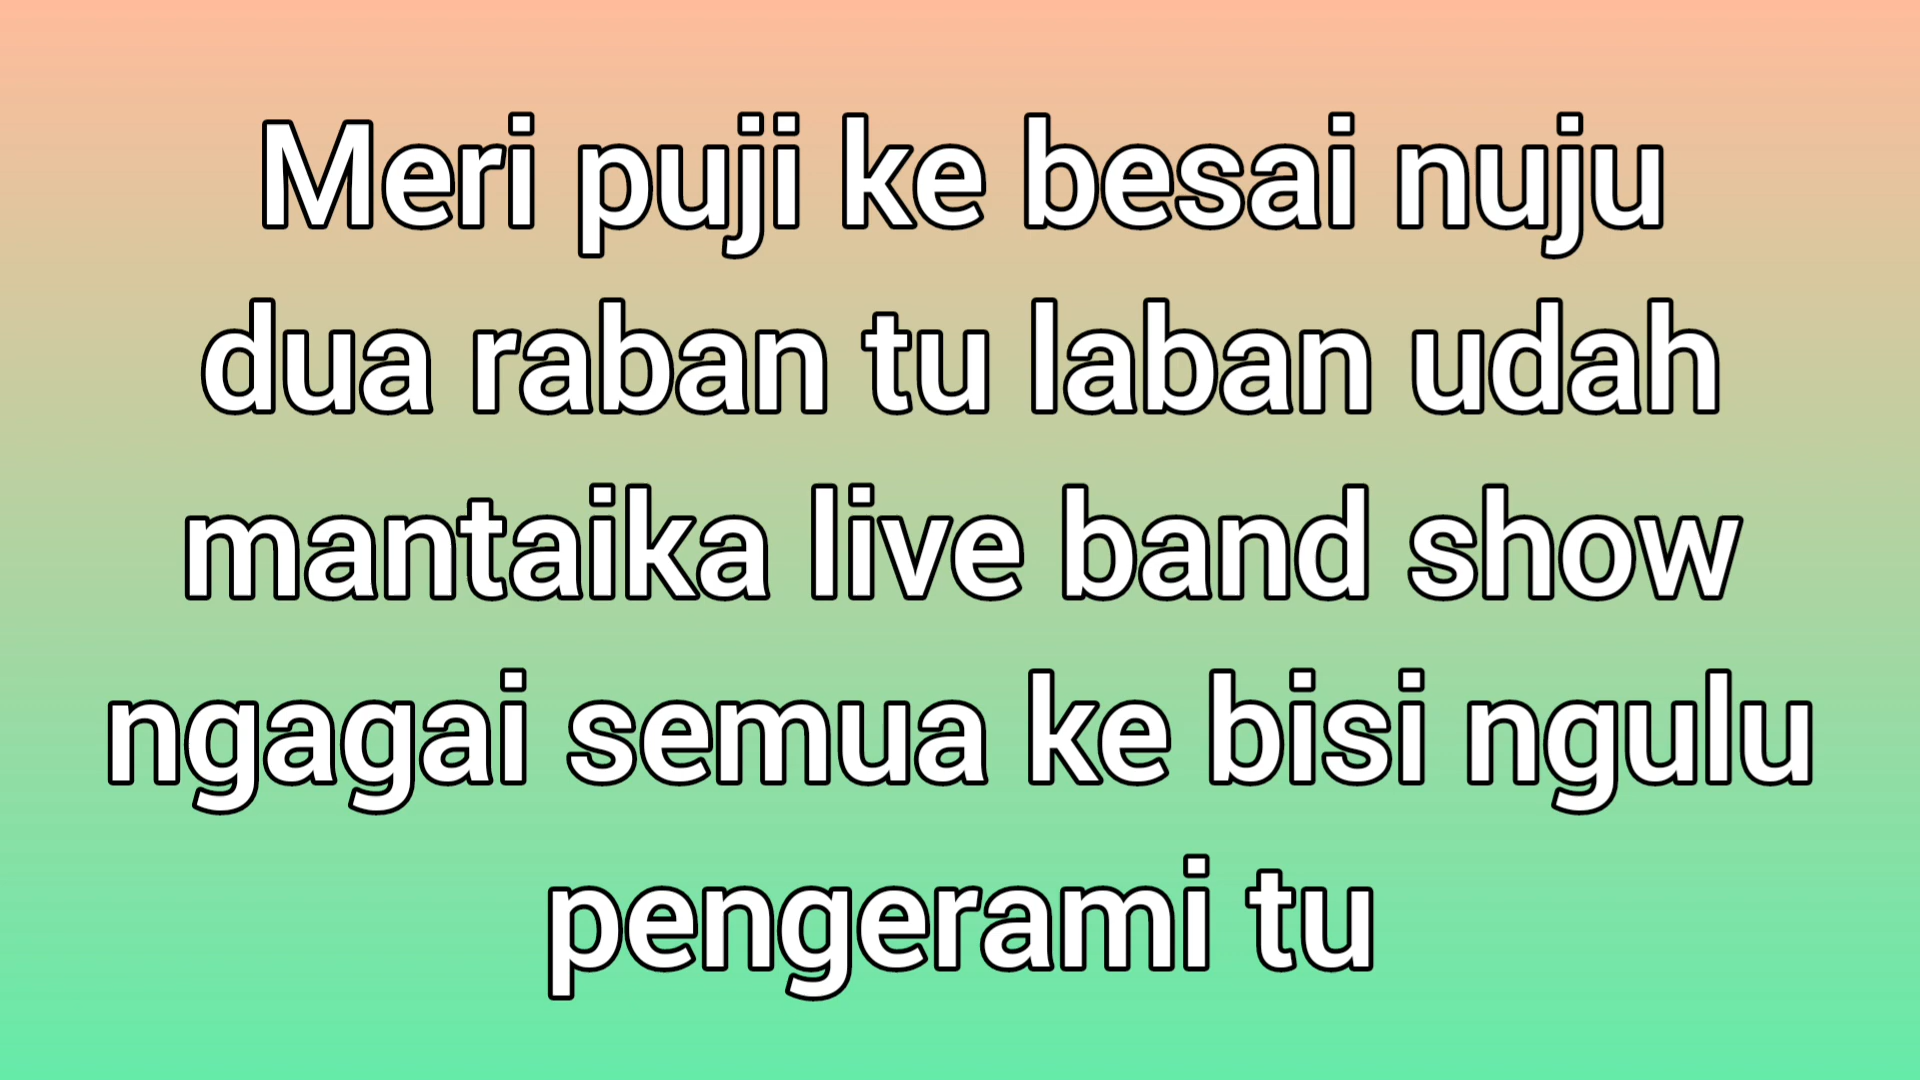 Meri puji ke besai nuju
dua raban tu laban udah
mantaika live band show
ngagai semua ke bisi ngulu
pengerami tu